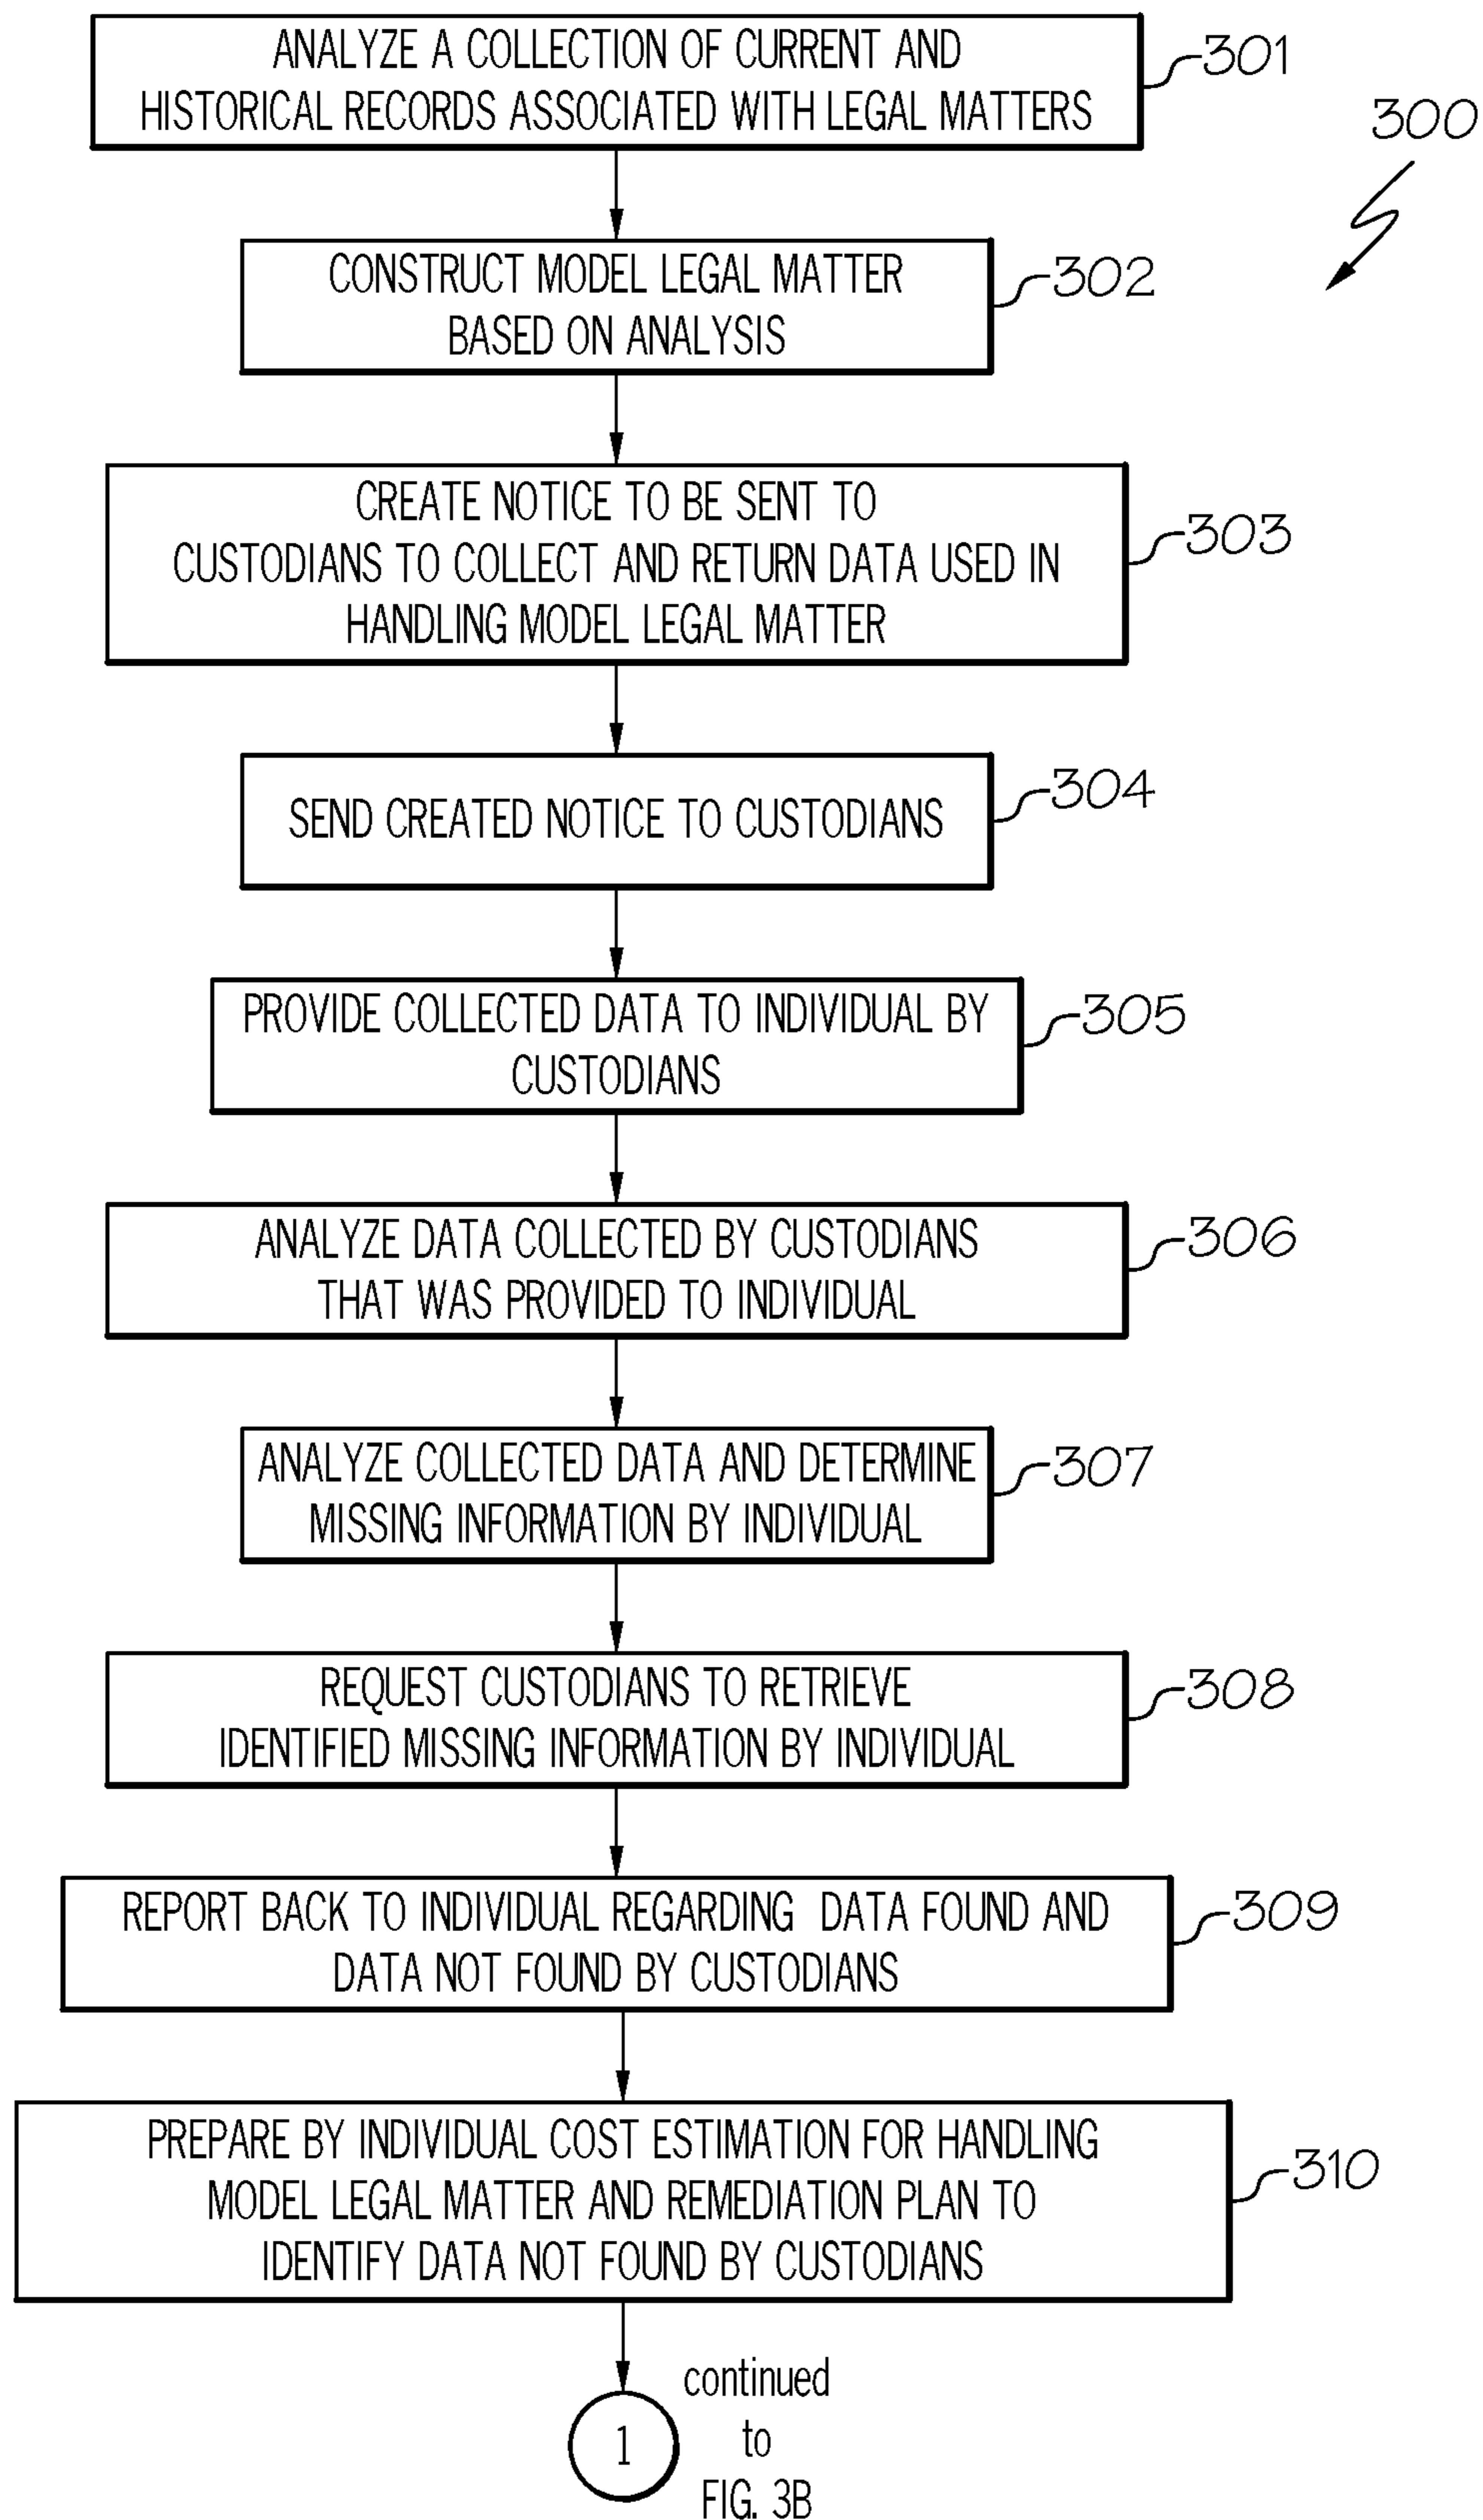 ANALYZE A COLLECTION OF CURRENT AND
HISTORICAL RECORDS ASSOCIATED WITH LEGAL MATTERS
301
300
CONSTRUCT MODEL LEGAL MATTER
BASED ON ANALYSIS
302
CREATE NOTICE TO BE SENT TO
CUSTODIANS TO COLLECT AND RETURN DATA USED IN
HANDLING MODEL LEGAL MATTER
303
SEND CREATED NOTICE TO CUSTODIANS
304
PROVIDE COLLECTED DATA TO INDIVIDUAL BY
CUSTODIANS
305
ANALYZE DATA COLLECTED BY CUSTODIANS
THAT WAS PROVIDED TO INDIVIDUAL
306
ANALYZE COLLECTED DATA AND DETERMINE
MISSING INFORMATION BY INDIVIDUAL
307
REQUEST CUSTODIANS TO RETRIEVE
IDENTIFIED MISSING INFORMATION BY INDIVIDUAL
308
REPORT BACK TO INDIVIDUAL REGARDING DATA FOUND AND
DATA NOT FOUND BY CUSTODIANS
309
PREPARE BY INDIVIDUAL COST ESTIMATION FOR HANDLING
MODEL LEGAL MATTER AND REMEDIATION PLAN TO
IDENTIFY DATA NOT FOUND BY CUSTODIANS
310
1
continued
to
FIG. 3B